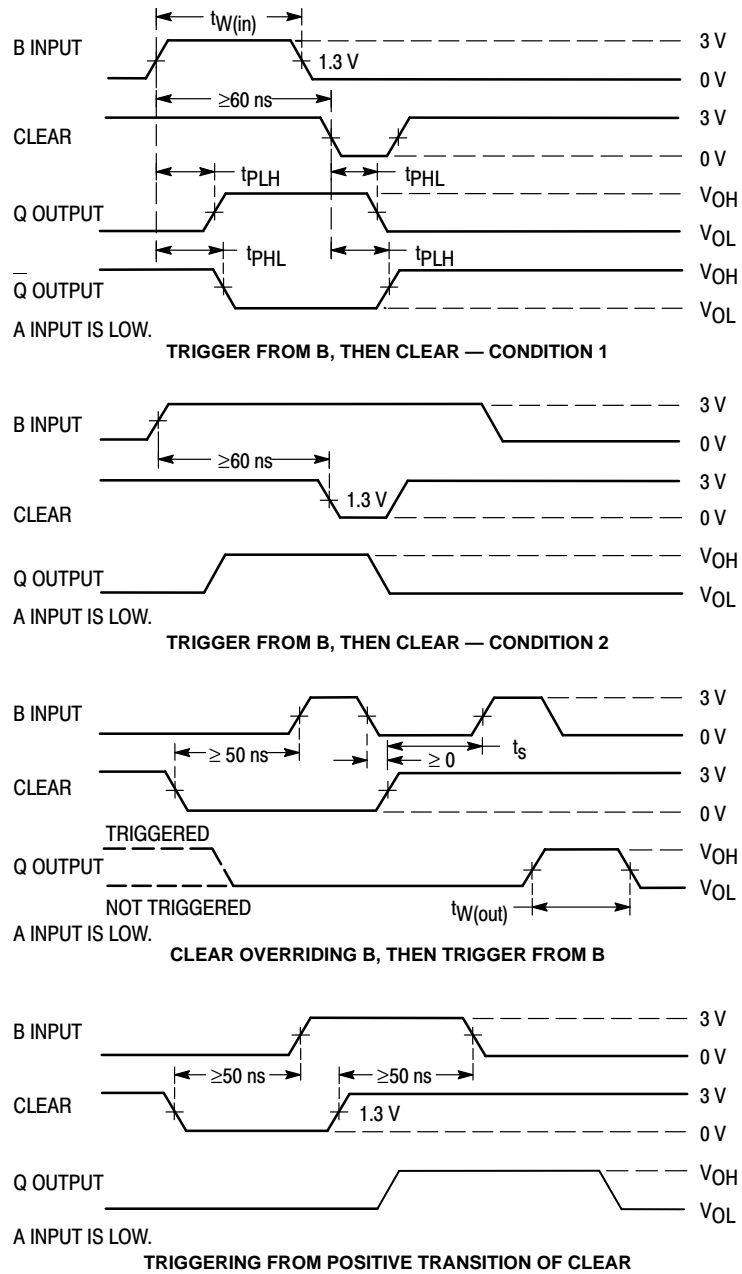 tW(in)
B INPUT
3 V
1.3 V
0 V
≥60 ns
3 V
CLEAR
0 V
tPLH
tPHL
VOH
Q OUTPUT
VOL
tPHL
tPLH
VOH
Q̅ OUTPUT
VOL
A INPUT IS LOW.
TRIGGER FROM B, THEN CLEAR — CONDITION 1
3 V
B INPUT
0 V
≥60 ns
3 V
1.3 V
CLEAR
0 V
VOH
Q OUTPUT
VOL
A INPUT IS LOW.
TRIGGER FROM B, THEN CLEAR — CONDITION 2
3 V
B INPUT
0 V
≥ 50 ns
≥ 0
ts
3 V
CLEAR
0 V
TRIGGERED
VOH
Q OUTPUT
VOL
NOT TRIGGERED
tW(out)
A INPUT IS LOW.
CLEAR OVERRIDING B, THEN TRIGGER FROM B
3 V
B INPUT
0 V
≥50 ns
≥50 ns
3 V
CLEAR
1.3 V
0 V
VOH
Q OUTPUT
VOL
A INPUT IS LOW.
TRIGGERING FROM POSITIVE TRANSITION OF CLEAR